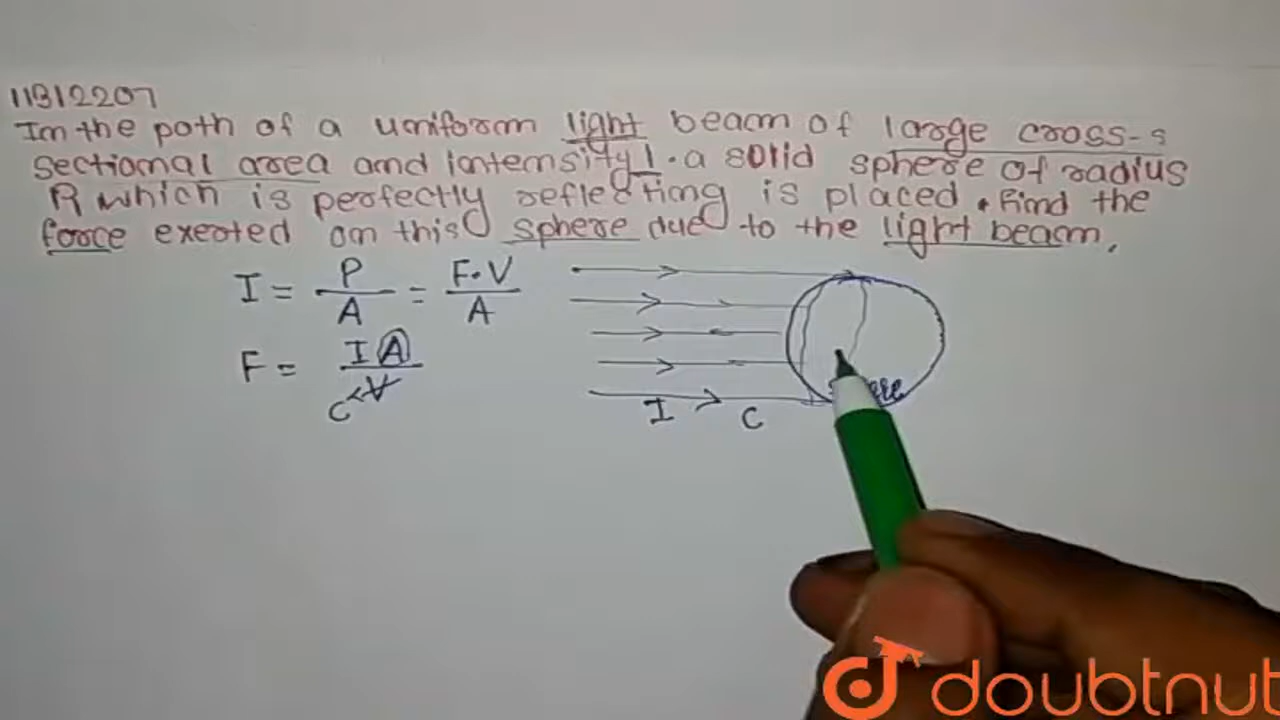 11312207
In the path of a uniform light beam of large cross-s
sectional area and intensity I. a solid sphere of radius
R which is perfectly reflecting is placed. Find the
force exerted on this sphere due to the light beam.
I = P/A = F·V/A
F = IA/V
C
I C
doubtnut